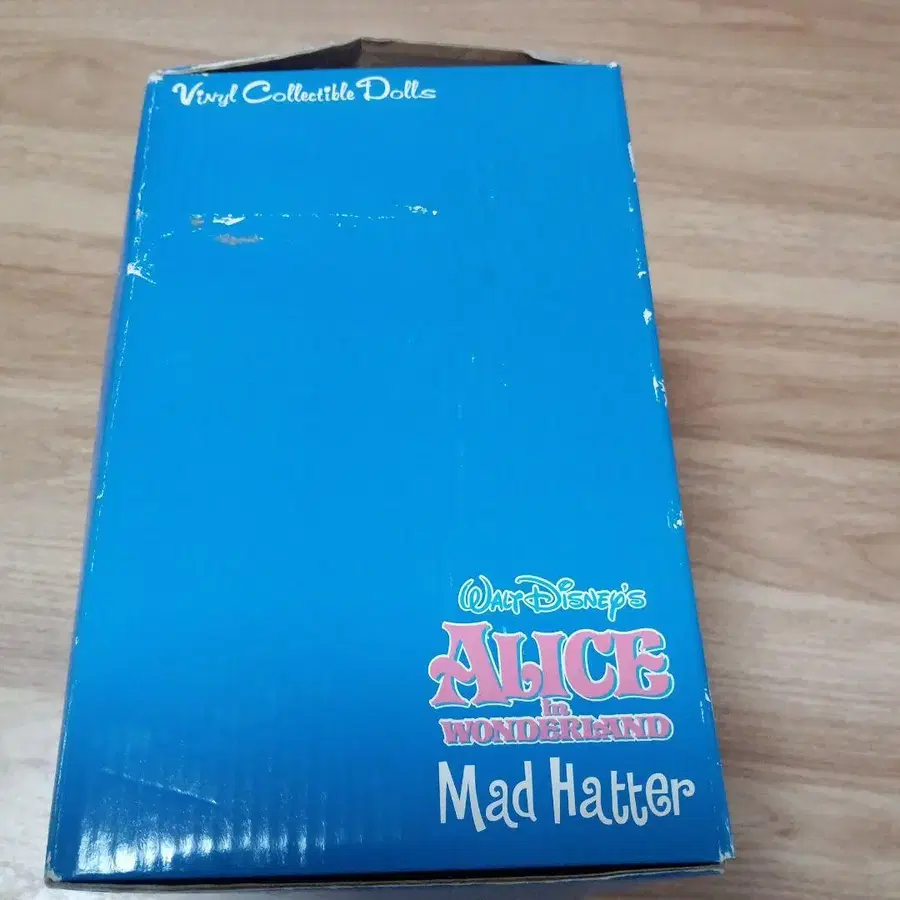 Vinyl Collectible Dolls
WALT DISNEY'S
ALICE
in
WONDERLAND
Mad Hatter